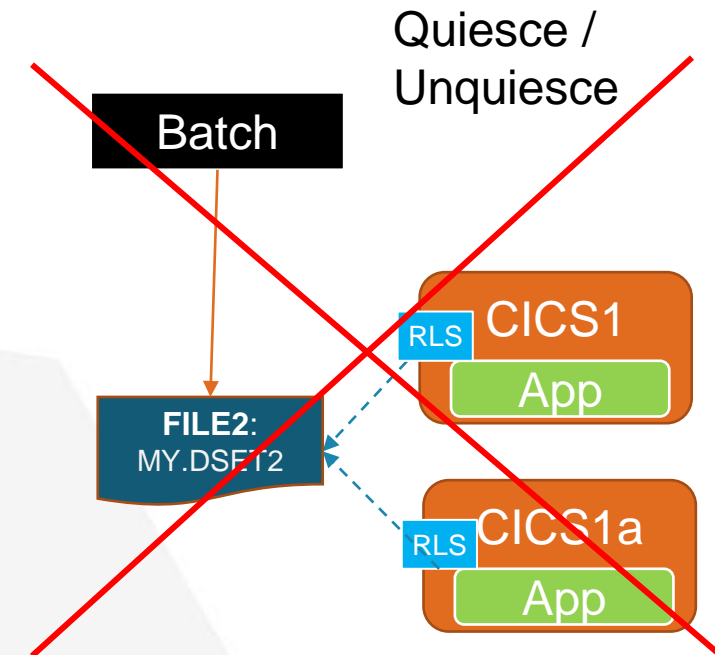 Quiesce /
Unquiesce
Batch
RLS
CICS1
App
FILE2:
MY.DSET2
RLS
CICS1a
App